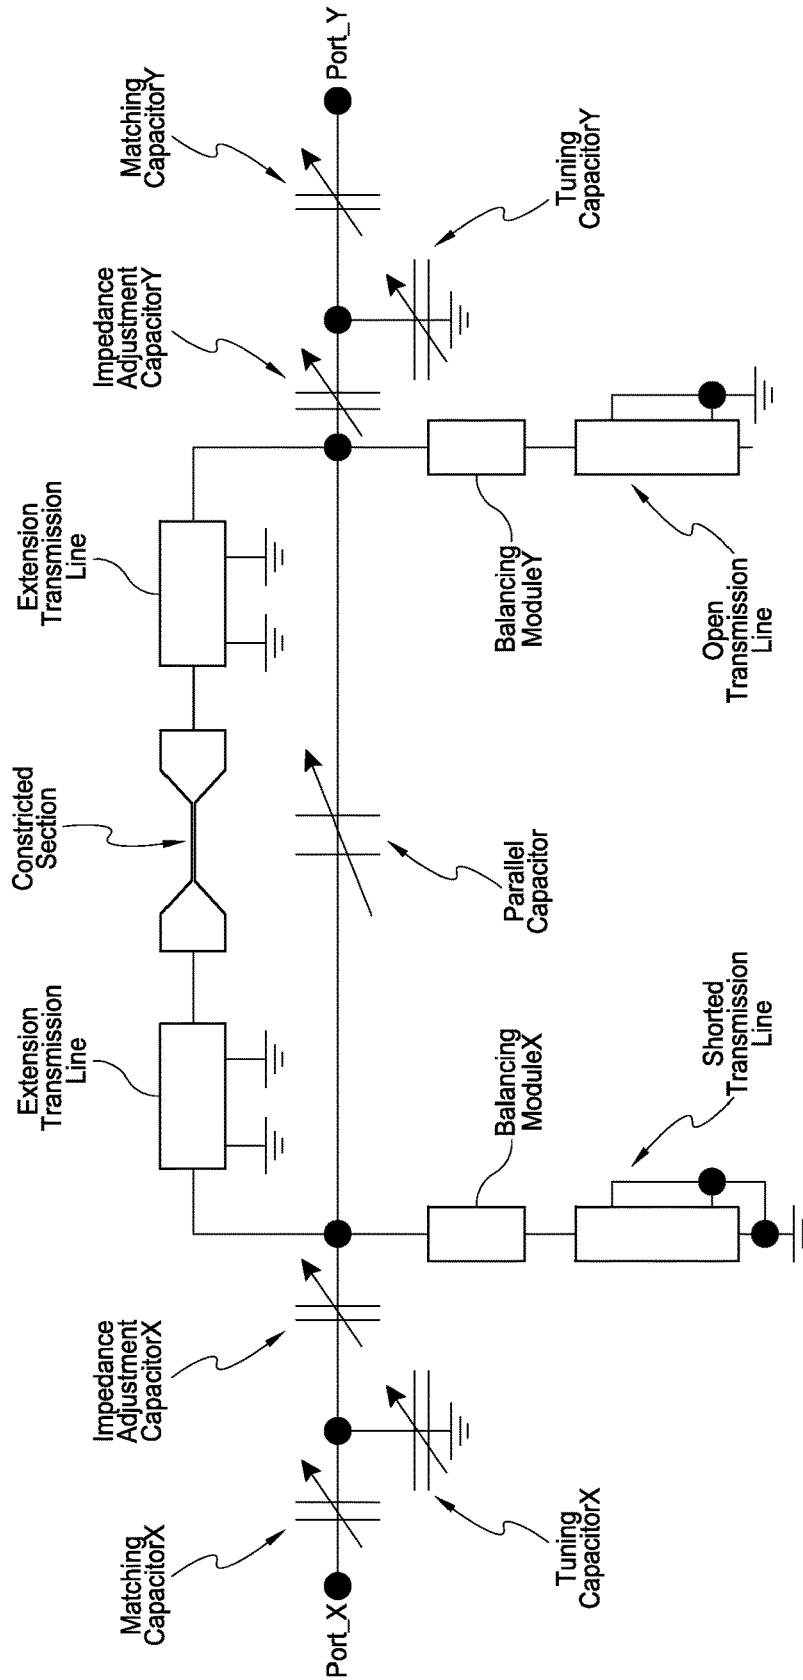 Extension
Transmission
Line
Constricted
Section
Extension
Transmission
Line
Matching
CapacitorX
Impedance
Adjustment
CapacitorX
Impedance
Adjustment
CapacitorY
Matching
CapacitorY
Port_X
Port_Y
Tuning
CapacitorX
Balancing
ModuleX
Parallel
Capacitor
Balancing
ModuleY
Tuning
CapacitorY
Shorted
Transmission
Line
Open
Transmission
Line